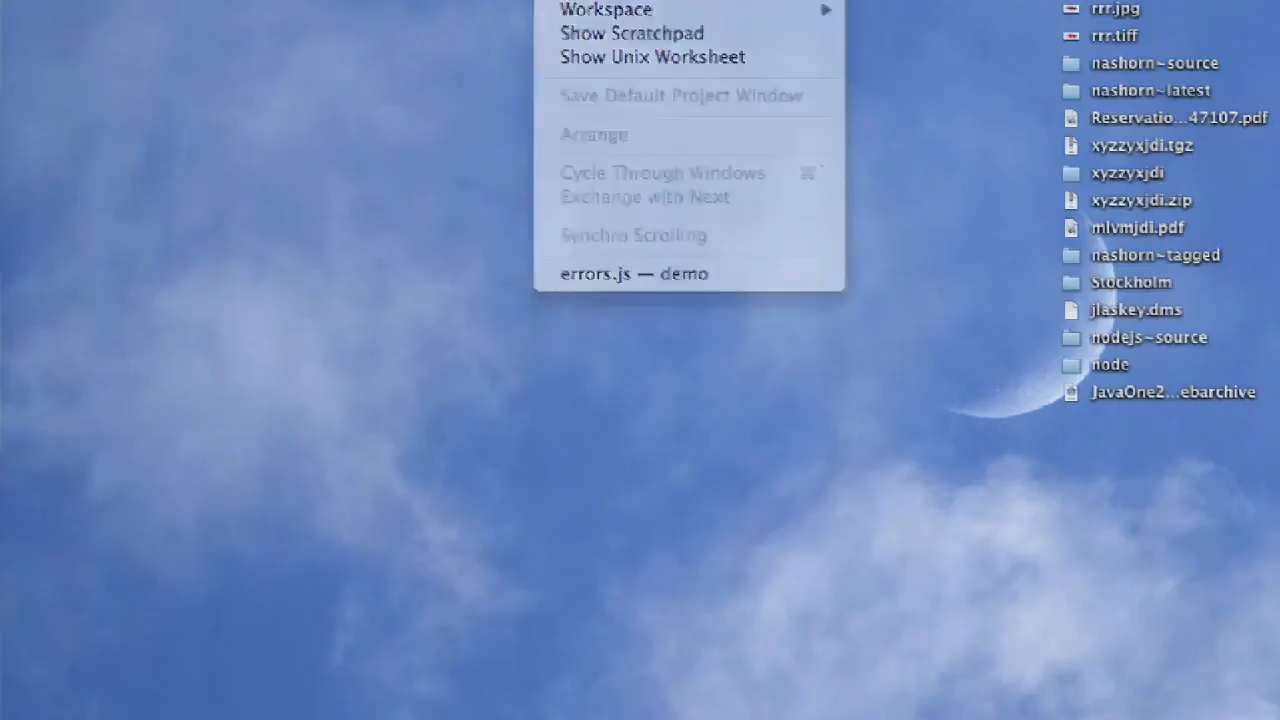 Workspace
Show Scratchpad
Show Unix Worksheet
Save Default Project Window
Arrange
Cycle Through Windows ⌘`
Exchange with Next
Synchro Scrolling
errors.js — demo
rrr.jpg
rrr.tiff
nashorn~source
nashorn~latest
Reservatio...47107.pdf
xyzzyxjdi.tgz
xyzzyxjdi
xyzzyxjdi.zip
mlvmjdi.pdf
nashorn~tagged
Stockholm
jlaskey.dms
nodejs~source
node
JavaOne2...ebarchive